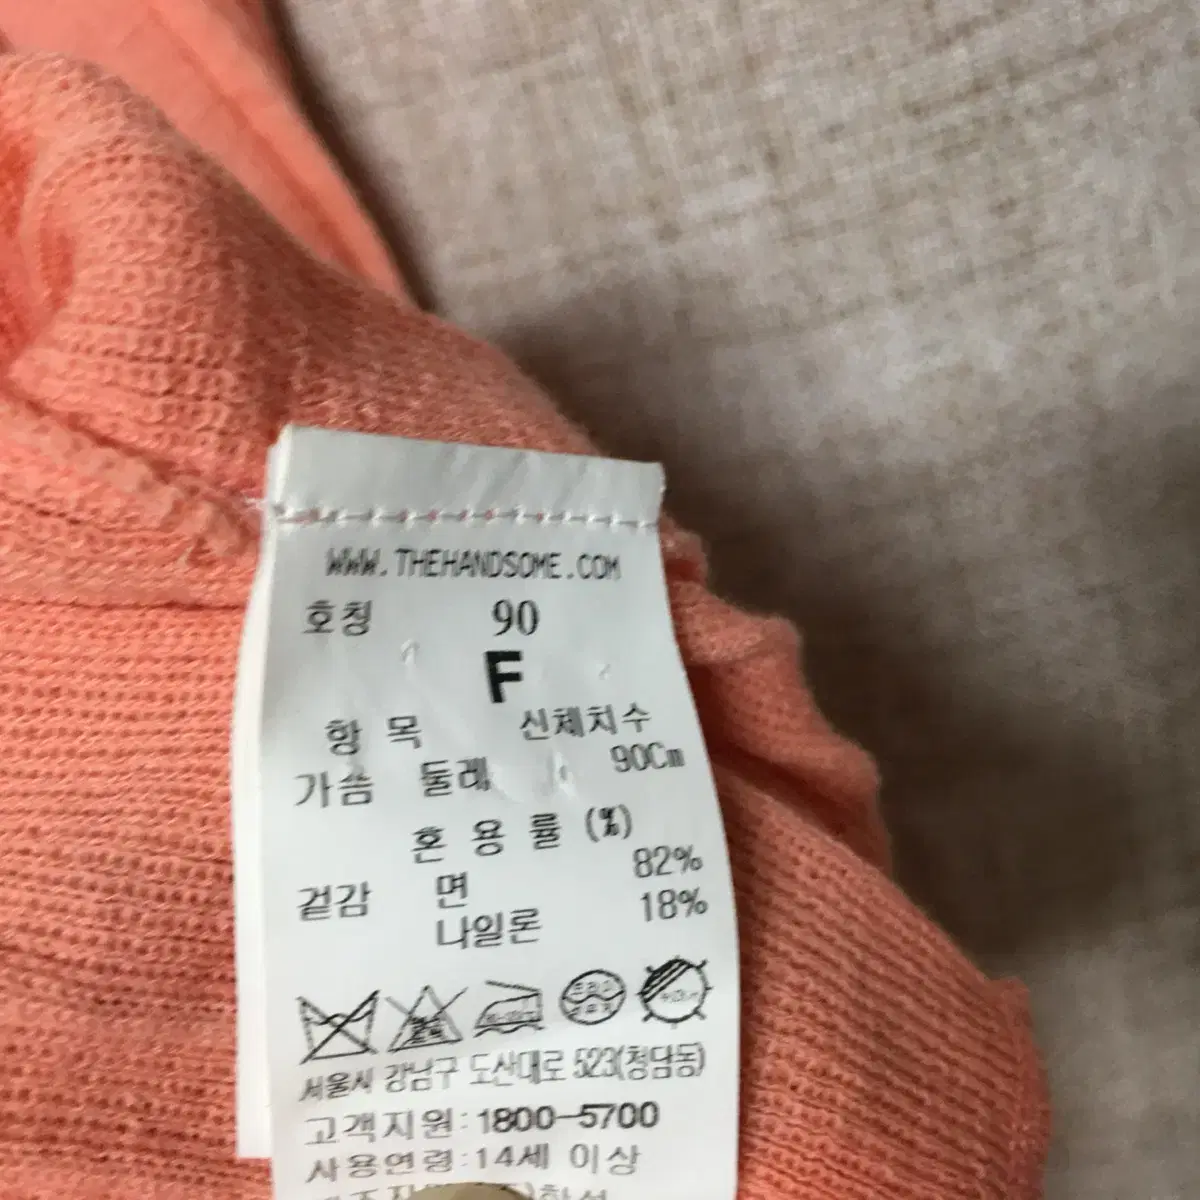 WWW.THEHANDSOME.COM
호칭 90
F
항 목 신체치수
가슴 둘레 90Cm
혼 용 률 (%)
겉감 면 82%
나일론 18%
서울시 강남구 도산대로 523(청담동)
고객지원:1800-5700
사용연령:14세 이상